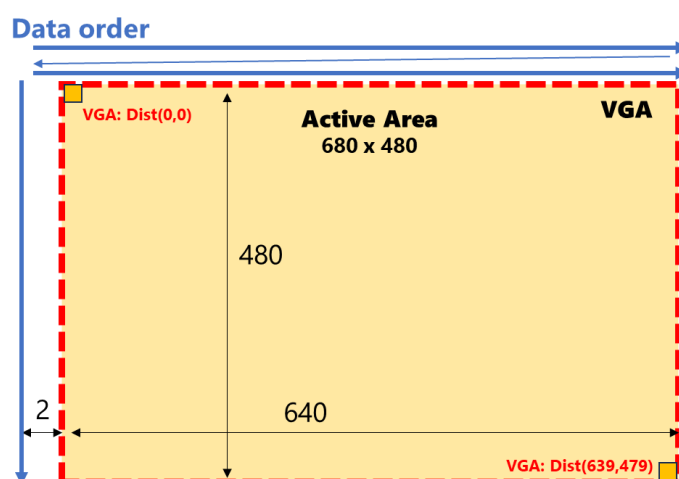 Data order
VGA: Dist(0,0)
Active Area
VGA
680 x 480
480
2
640
VGA: Dist(639,479)